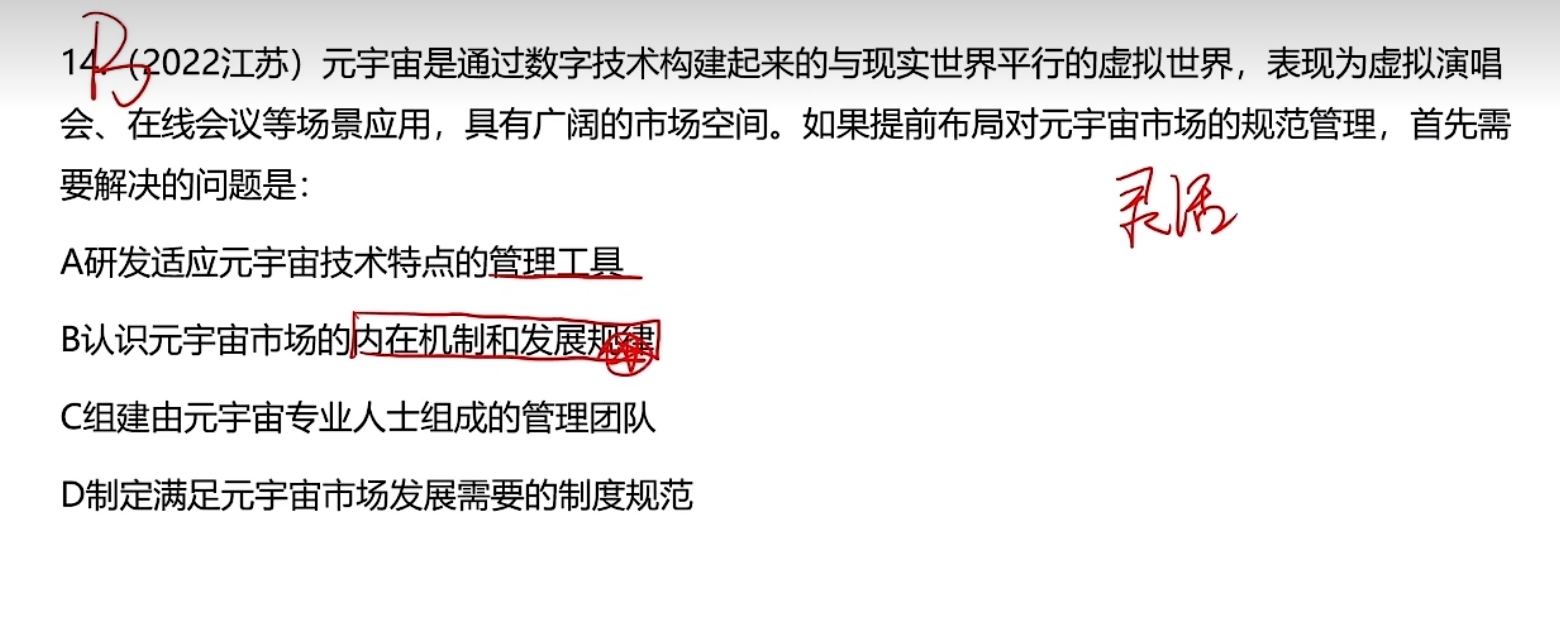 14.（2022江苏）元宇宙是通过数字技术构建起来的与现实世界平行的虚拟世界，表现为虚拟演唱
会、在线会议等场景应用，具有广阔的市场空间。如果提前布局对元宇宙市场的规范管理，首先需
要解决的问题是：
灵活
A研发适应元宇宙技术特点的管理工具
B认识元宇宙市场的内在机制和发展规律
C组建由元宇宙专业人士组成的管理团队
D制定满足元宇宙市场发展需要的制度规范